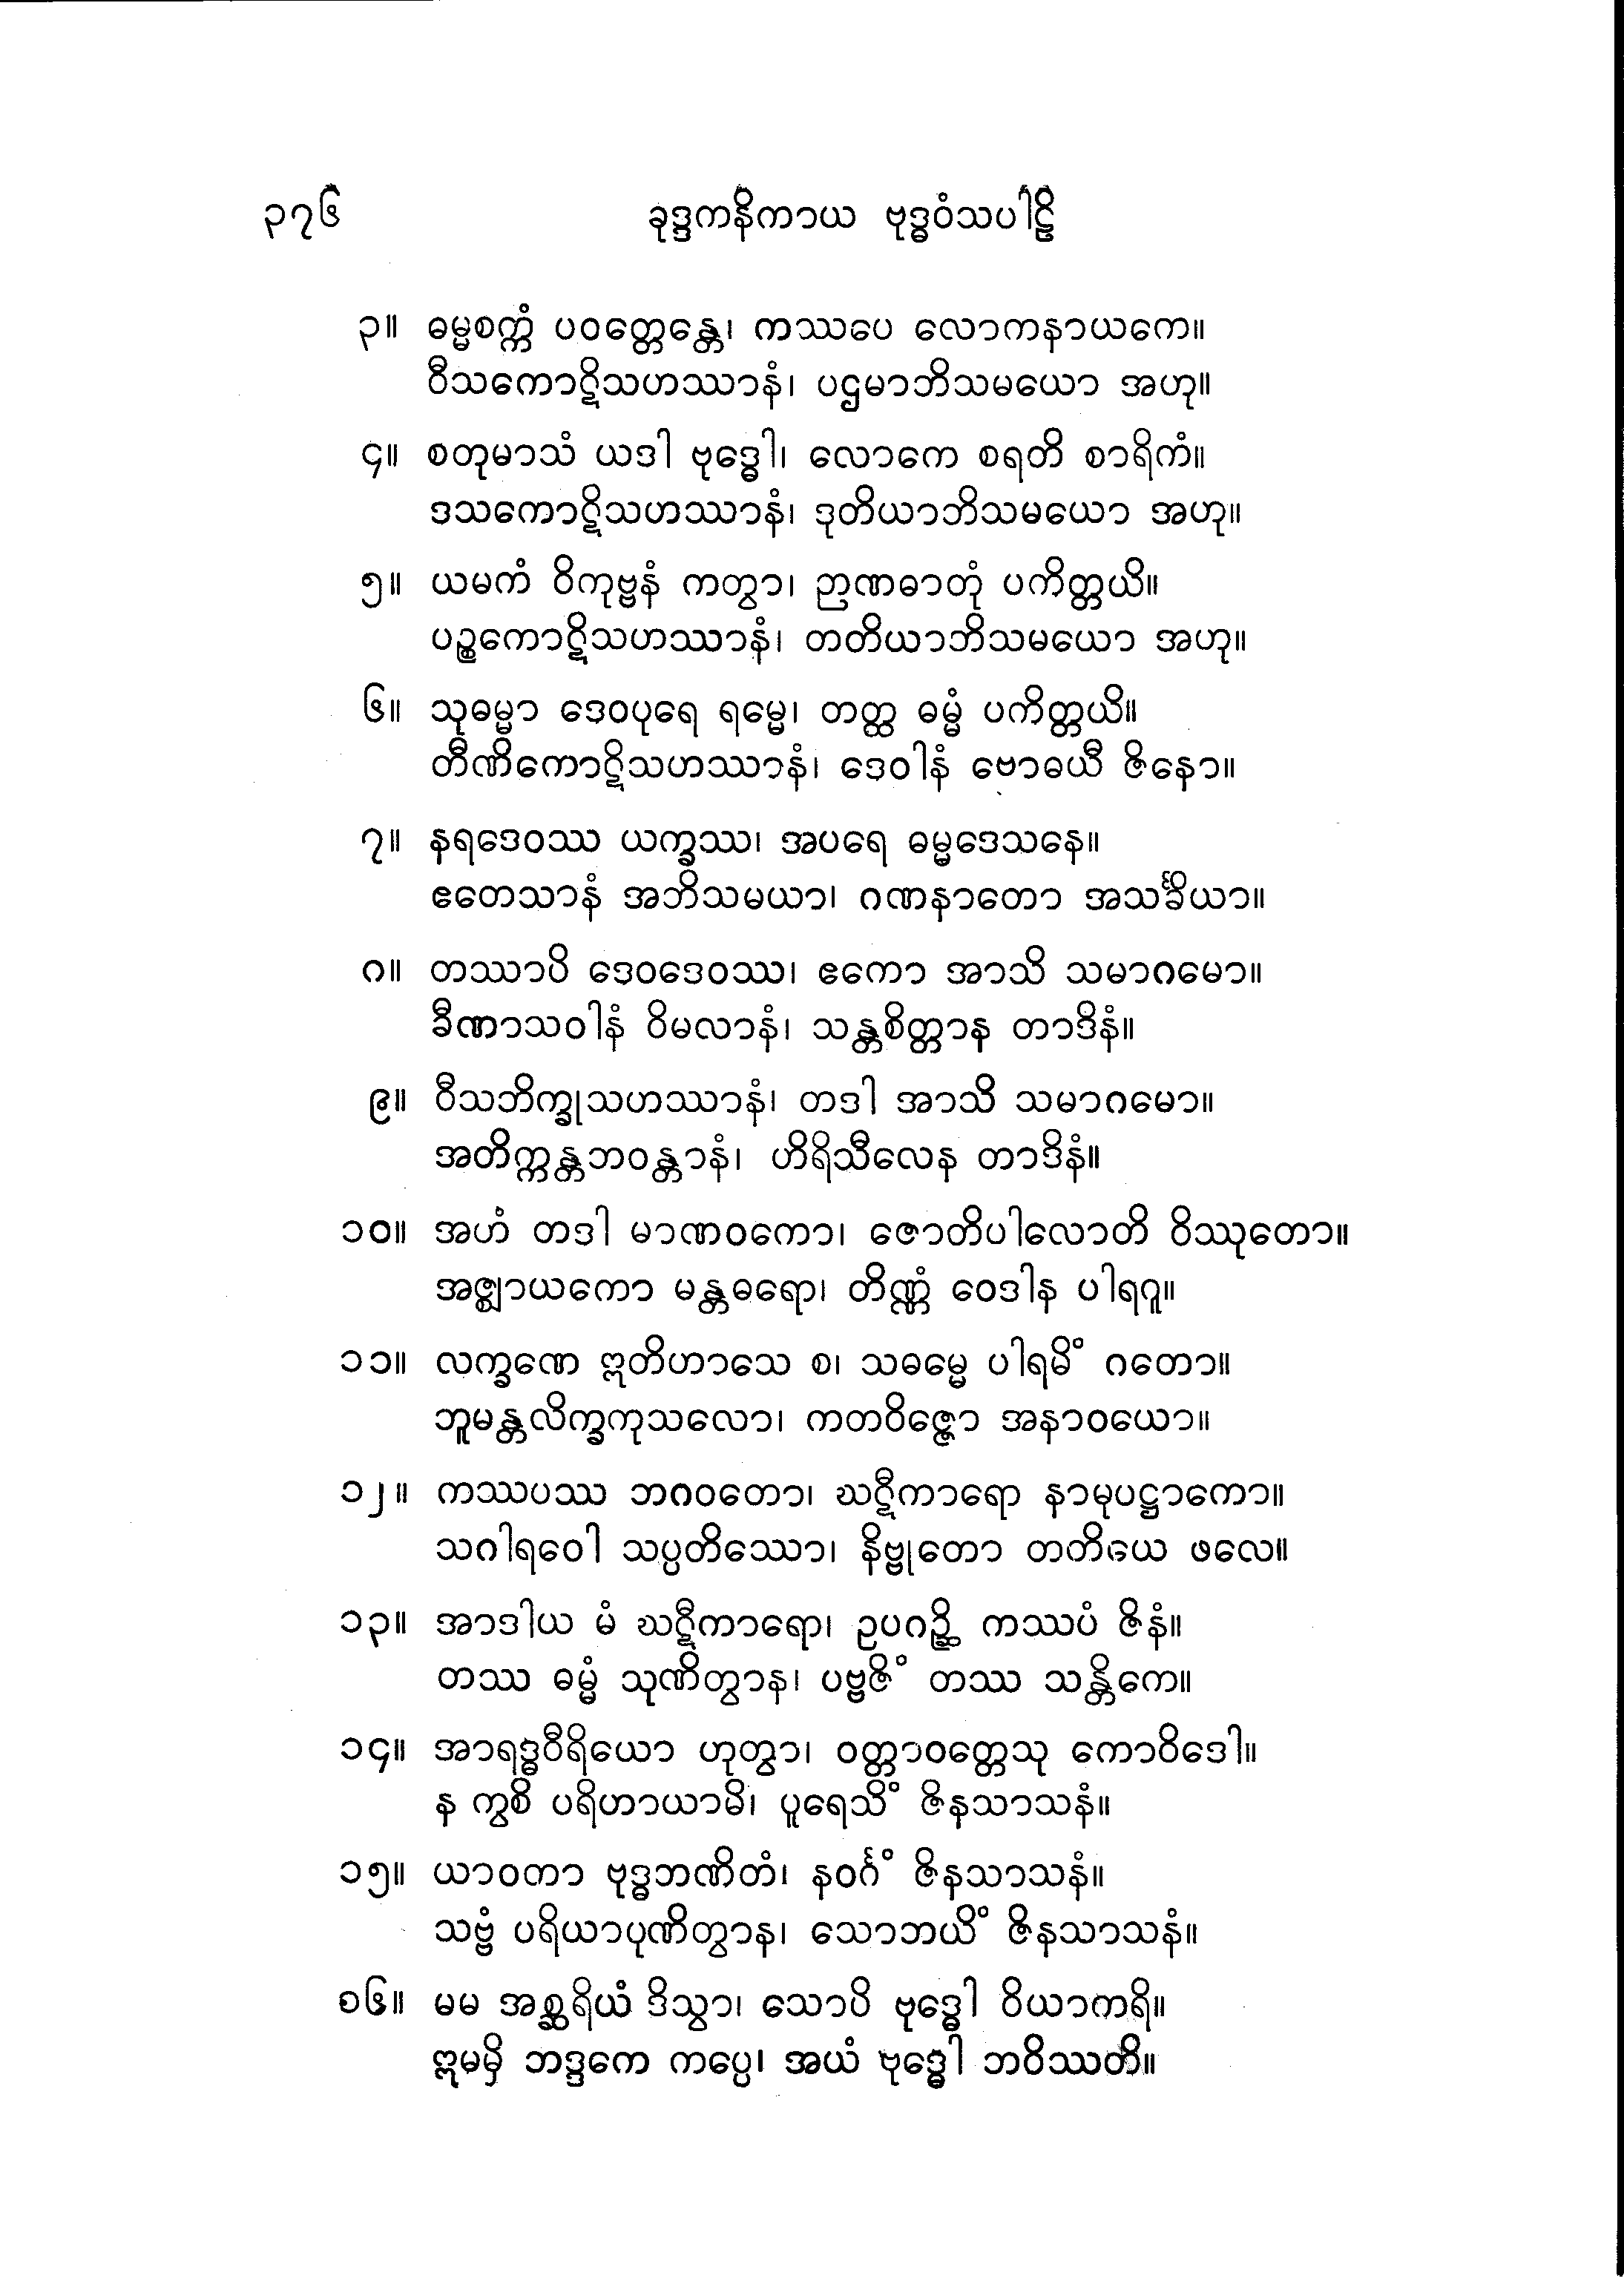 ၃၇၆ ခုဒ္ဒကနိကာယ ဗုဒ္ဓဝံသပါဠိ
၃။ ဓမ္မစက္ကံ ပဝတ္တေန္တေ၊ ကဿပေ လောကနာယကေ။
ဝီသကောဋိသဟဿာနံ၊ ပဌမာဘိသမယော အဟု။
၄။ စတုမာသံ ယဒါ ဗုဒ္ဓေါ၊ လောကေ စရတိ စာရိကံ။
ဒသကောဋိသဟဿာနံ၊ ဒုတိယာဘိသမယော အဟု။
၅။ ယမကံ ဝိကုဗ္ဗနံ ကတွာ၊ ဉာဏဓာတုံ ပကိတ္တယိ။
ပဉ္စကောဋိသဟဿာနံ၊ တတိယာဘိသမယော အဟု။
၆။ သုဓမ္မာ ဒေဝပုရေ ရမ္မေ၊ တတ္ထ ဓမ္မံ ပကိတ္တယိ။
တီဏိကောဋိသဟဿာနံ၊ ဒေဝါနံ ဗောဓယီ ဇိနော။
၇။ နရဒေဝဿ ယက္ခဿ၊ အပရေ ဓမ္မဒေသနေ။
ဧတေသာနံ အဘိသမယာ၊ ဂဏနာတော အသင်္ခိယာ။
၈။ တဿာပိ ဒေဝဒေဝဿ၊ ဧကော အာသိ သမာဂမော။
ခီဏာသဝါနံ ဝိမလာနံ၊ သန္တစိတ္တာန တာဒိနံ။
၉။ ဝီသဘိက္ခုသဟဿာနံ၊ တဒါ အာသိ သမာဂမော။
အတိက္ကန္တဘဝန္တာနံ၊ ဟိရိသီလေန တာဒိနံ။
၁၀။ အဟံ တဒါ မာဏဝကော၊ ဇောတိပါလောတိ ဝိဿုတော။
အဇ္ဈာယကော မန္တဓရော၊ တိဏ္ဏံ ဝေဒါန ပါရဂူ။
၁၁။ လက္ခဏေ ဣတိဟာသေ စ၊ သဓမ္မေ ပါရမိံ ဂတော။
ဘူမန္တလိက္ခကုသလော၊ ကတဝိဇ္ဇော အနာဝယော။
၁၂။ ကဿပဿ ဘဂဝတော၊ ဃဋီကာရော နာမုပဋ္ဌာကော။
သဂါရဝေါ သပ္ပတိဿော၊ နိဗ္ဗုတော တတိယေ ဖလေ။
၁၃။ အာဒါယ မံ ဃဋီကာရော၊ ဥပဂဉ္ဆိ ကဿပံ ဇိနံ။
တဿ ဓမ္မံ သုဏိတွာန၊ ပဗ္ဗဇိံ တဿ သန္တိကေ။
၁၄။ အာရဒ္ဓဝီရိယော ဟုတွာ၊ ဝတ္တာဝတ္တေသု ကောဝိဒေါ။
န ကွစိ ပရိဟာယာမိ၊ ပူရေသိံ ဇိနသာသနံ။
၁၅။ ယာဝတာ ဗုဒ္ဓဘဏိတံ၊ နဝင်္ဂံ ဇိနသာသနံ။
သဗ္ဗံ ပရိယာပုဏိတွာန၊ သောဘယိံ ဇိနသာသနံ။
၁၆။ မမ အစ္ဆရိယံ ဒိသွာ၊ သောပိ ဗုဒ္ဓေါ ဝိယာကရိ။
ဣမမှိ ဘဒ္ဒကေ ကပ္ပေ၊ အယံ ဗုဒ္ဓေါ ဘဝိဿတိ။